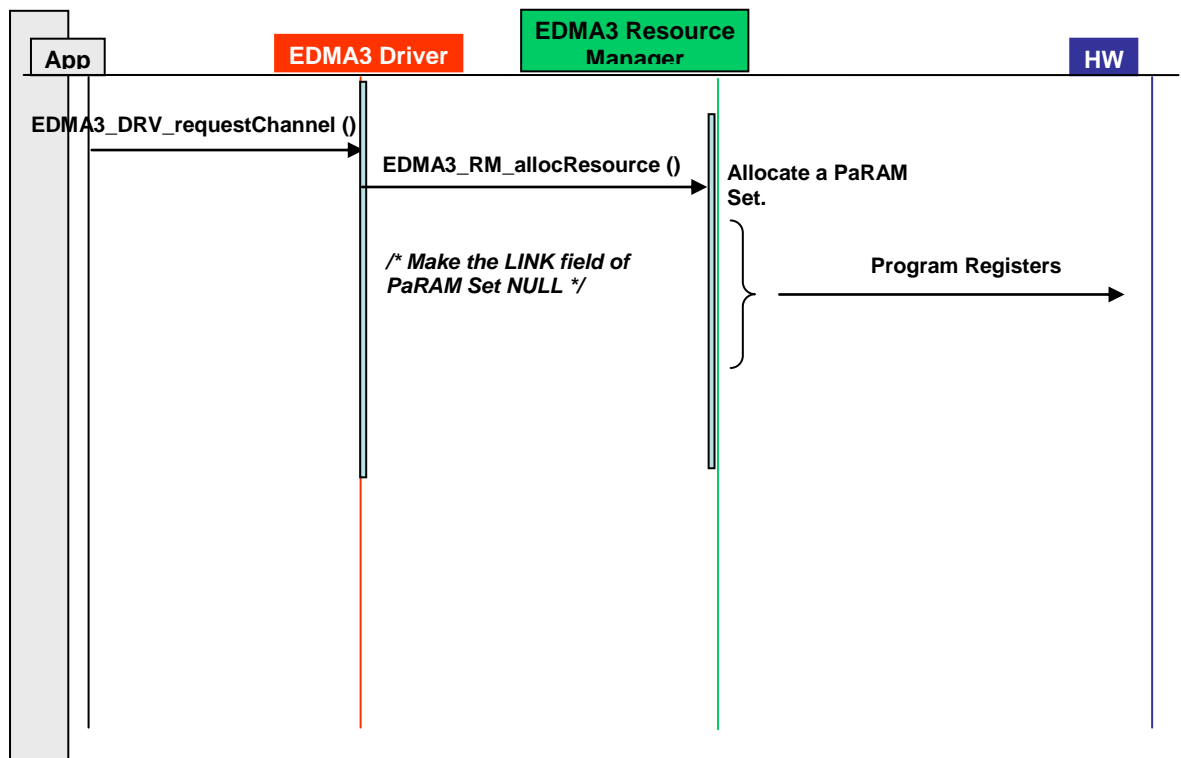 App
EDMA3 Driver
EDMA3 Resource
Manager
HW
EDMA3_DRV_requestChannel ()
EDMA3_RM_allocResource ()
Allocate a PaRAM
Set.
/* Make the LINK field of
PaRAM Set NULL */
Program Registers